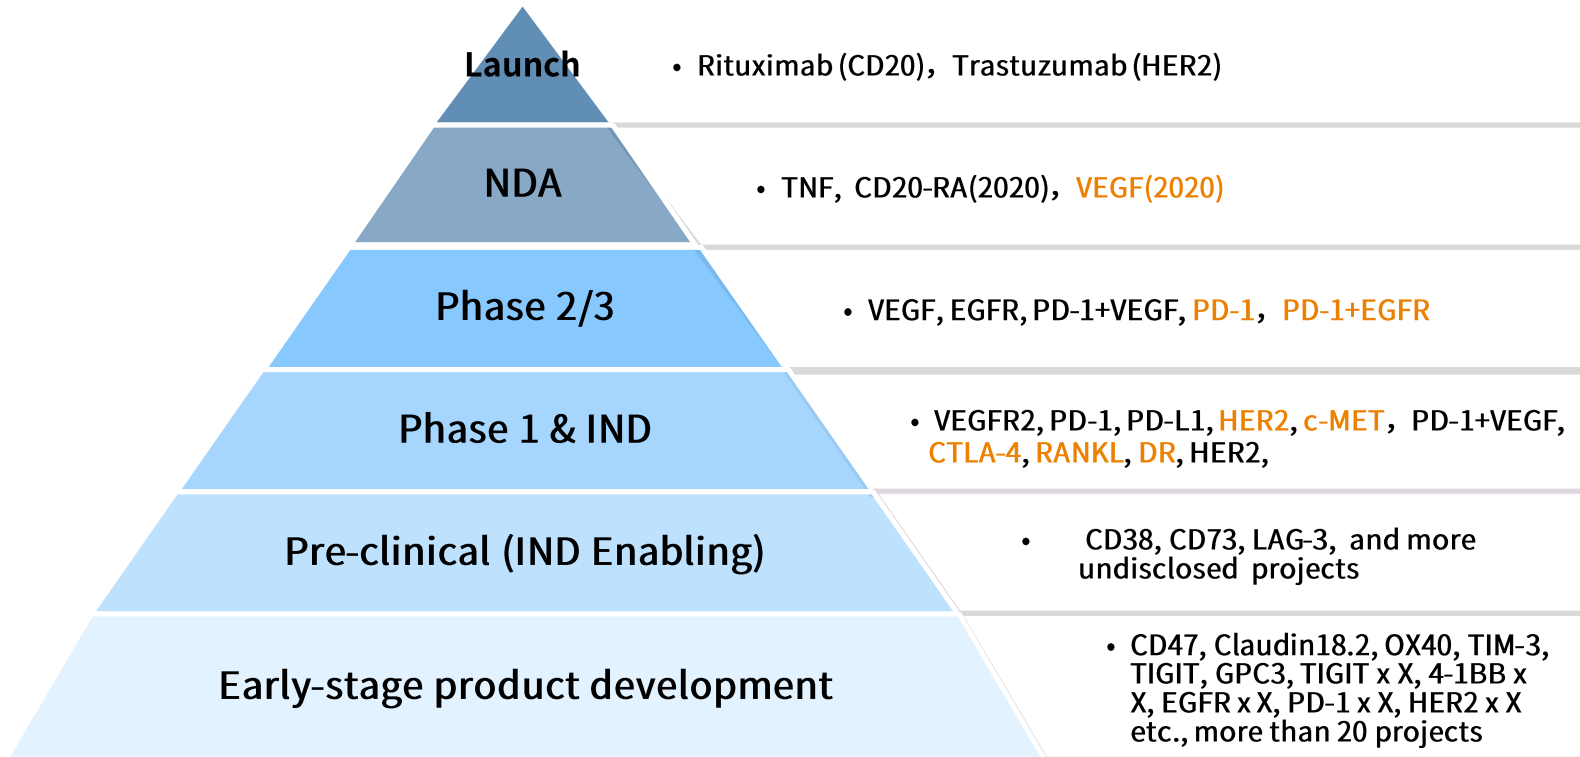 Launch
• Rituximab (CD20)，Trastuzumab (HER2)
NDA
• TNF, CD20-RA(2020)，VEGF(2020)
Phase 2/3
• VEGF, EGFR, PD-1+VEGF, PD-1，PD-1+EGFR
Phase 1 & IND
• VEGFR2, PD-1, PD-L1, HER2, c-MET，PD-1+VEGF,
CTLA-4, RANKL, DR, HER2,
Pre-clinical (IND Enabling)
• CD38, CD73, LAG-3, and more
undisclosed projects
Early-stage product development
• CD47, Claudin18.2, OX40, TIM-3,
TIGIT, GPC3, TIGIT x X, 4-1BB x
X, EGFR x X, PD-1 x X, HER2 x X
etc., more than 20 projects